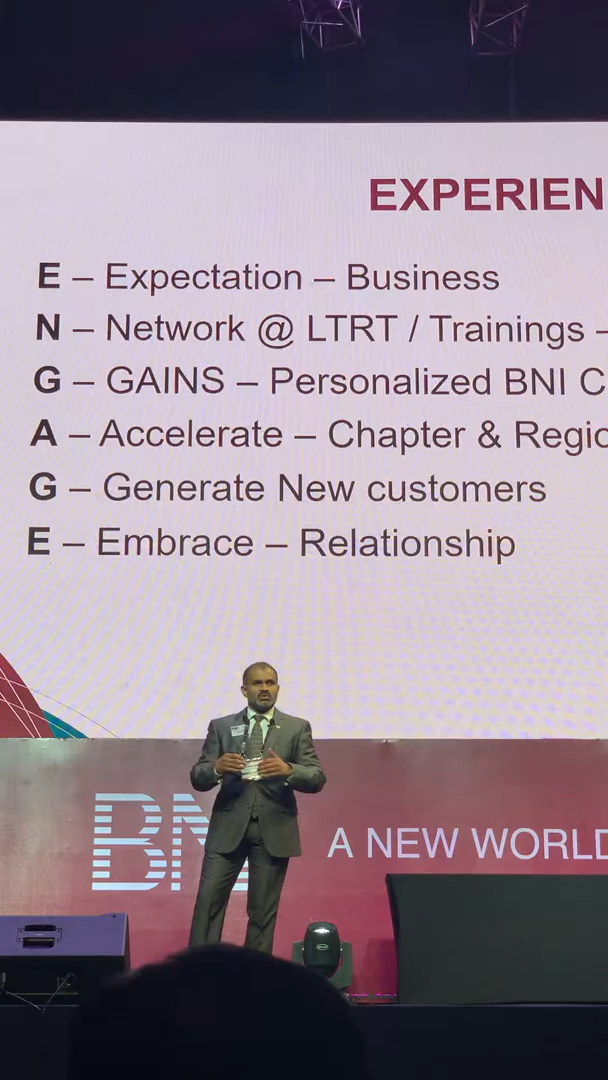 EXPERIEN
E – Expectation – Business
N – Network @ LTRT / Trainings –
G – GAINS – Personalized BNI C
A – Accelerate – Chapter & Regio
G – Generate New customers
E – Embrace – Relationship
BN
A NEW WORLD